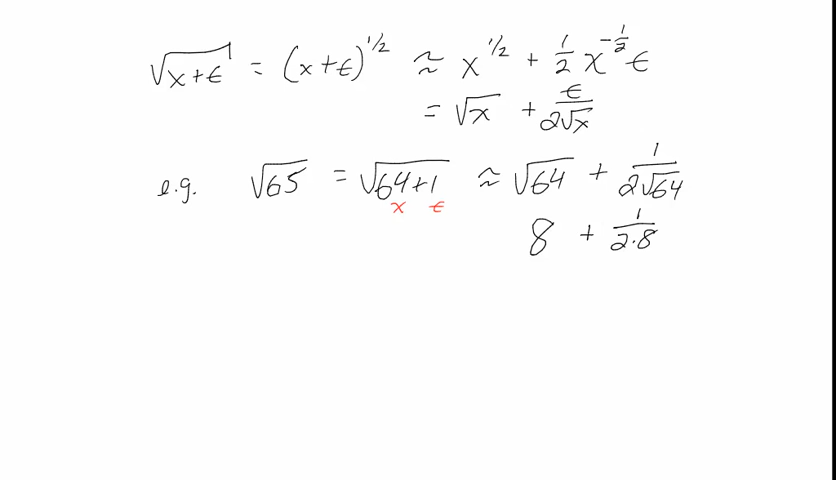 √(x+ϵ) = (x+ϵ)^1/2 ≈ x^1/2 + 1/2 x^-1/2 ϵ
= √x + ϵ/2√x
e.g. √65 = √64+1 ≈ √64 + 1/2√64
x ϵ
8 + 1/2·8